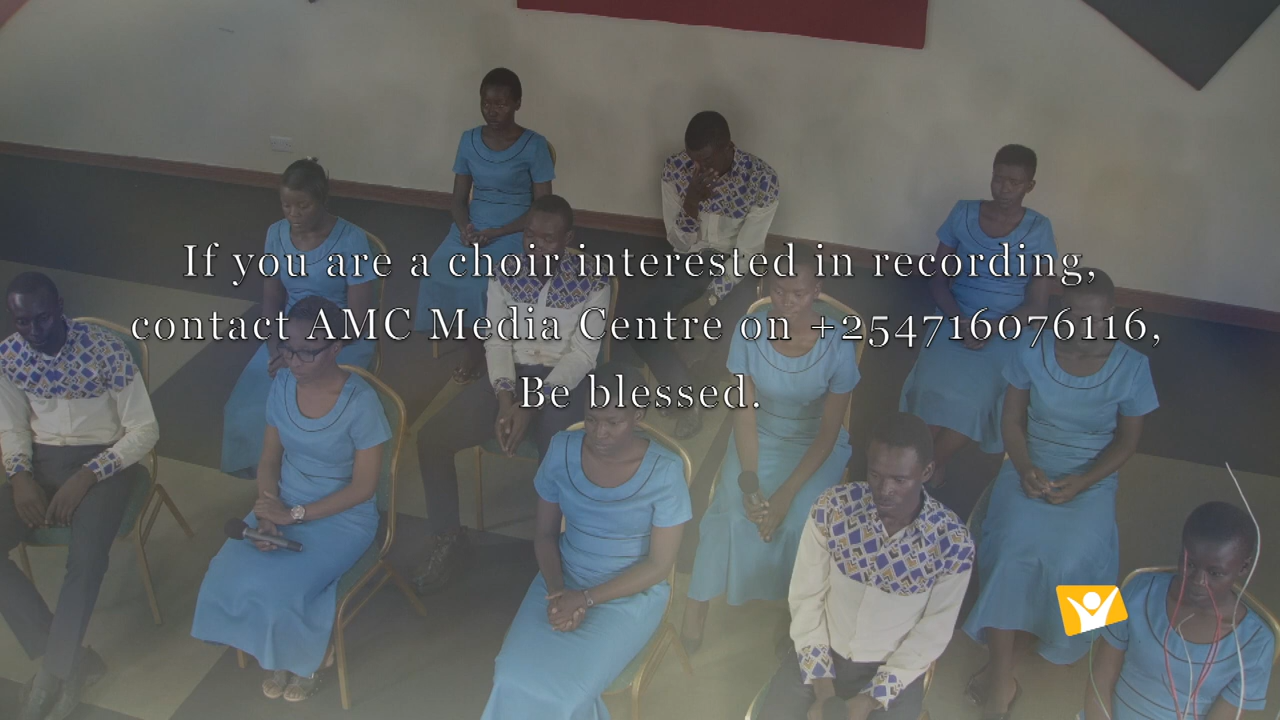 If you are a choir interested in recording,
contact AMC Media Centre on +254716076116,
Be blessed.